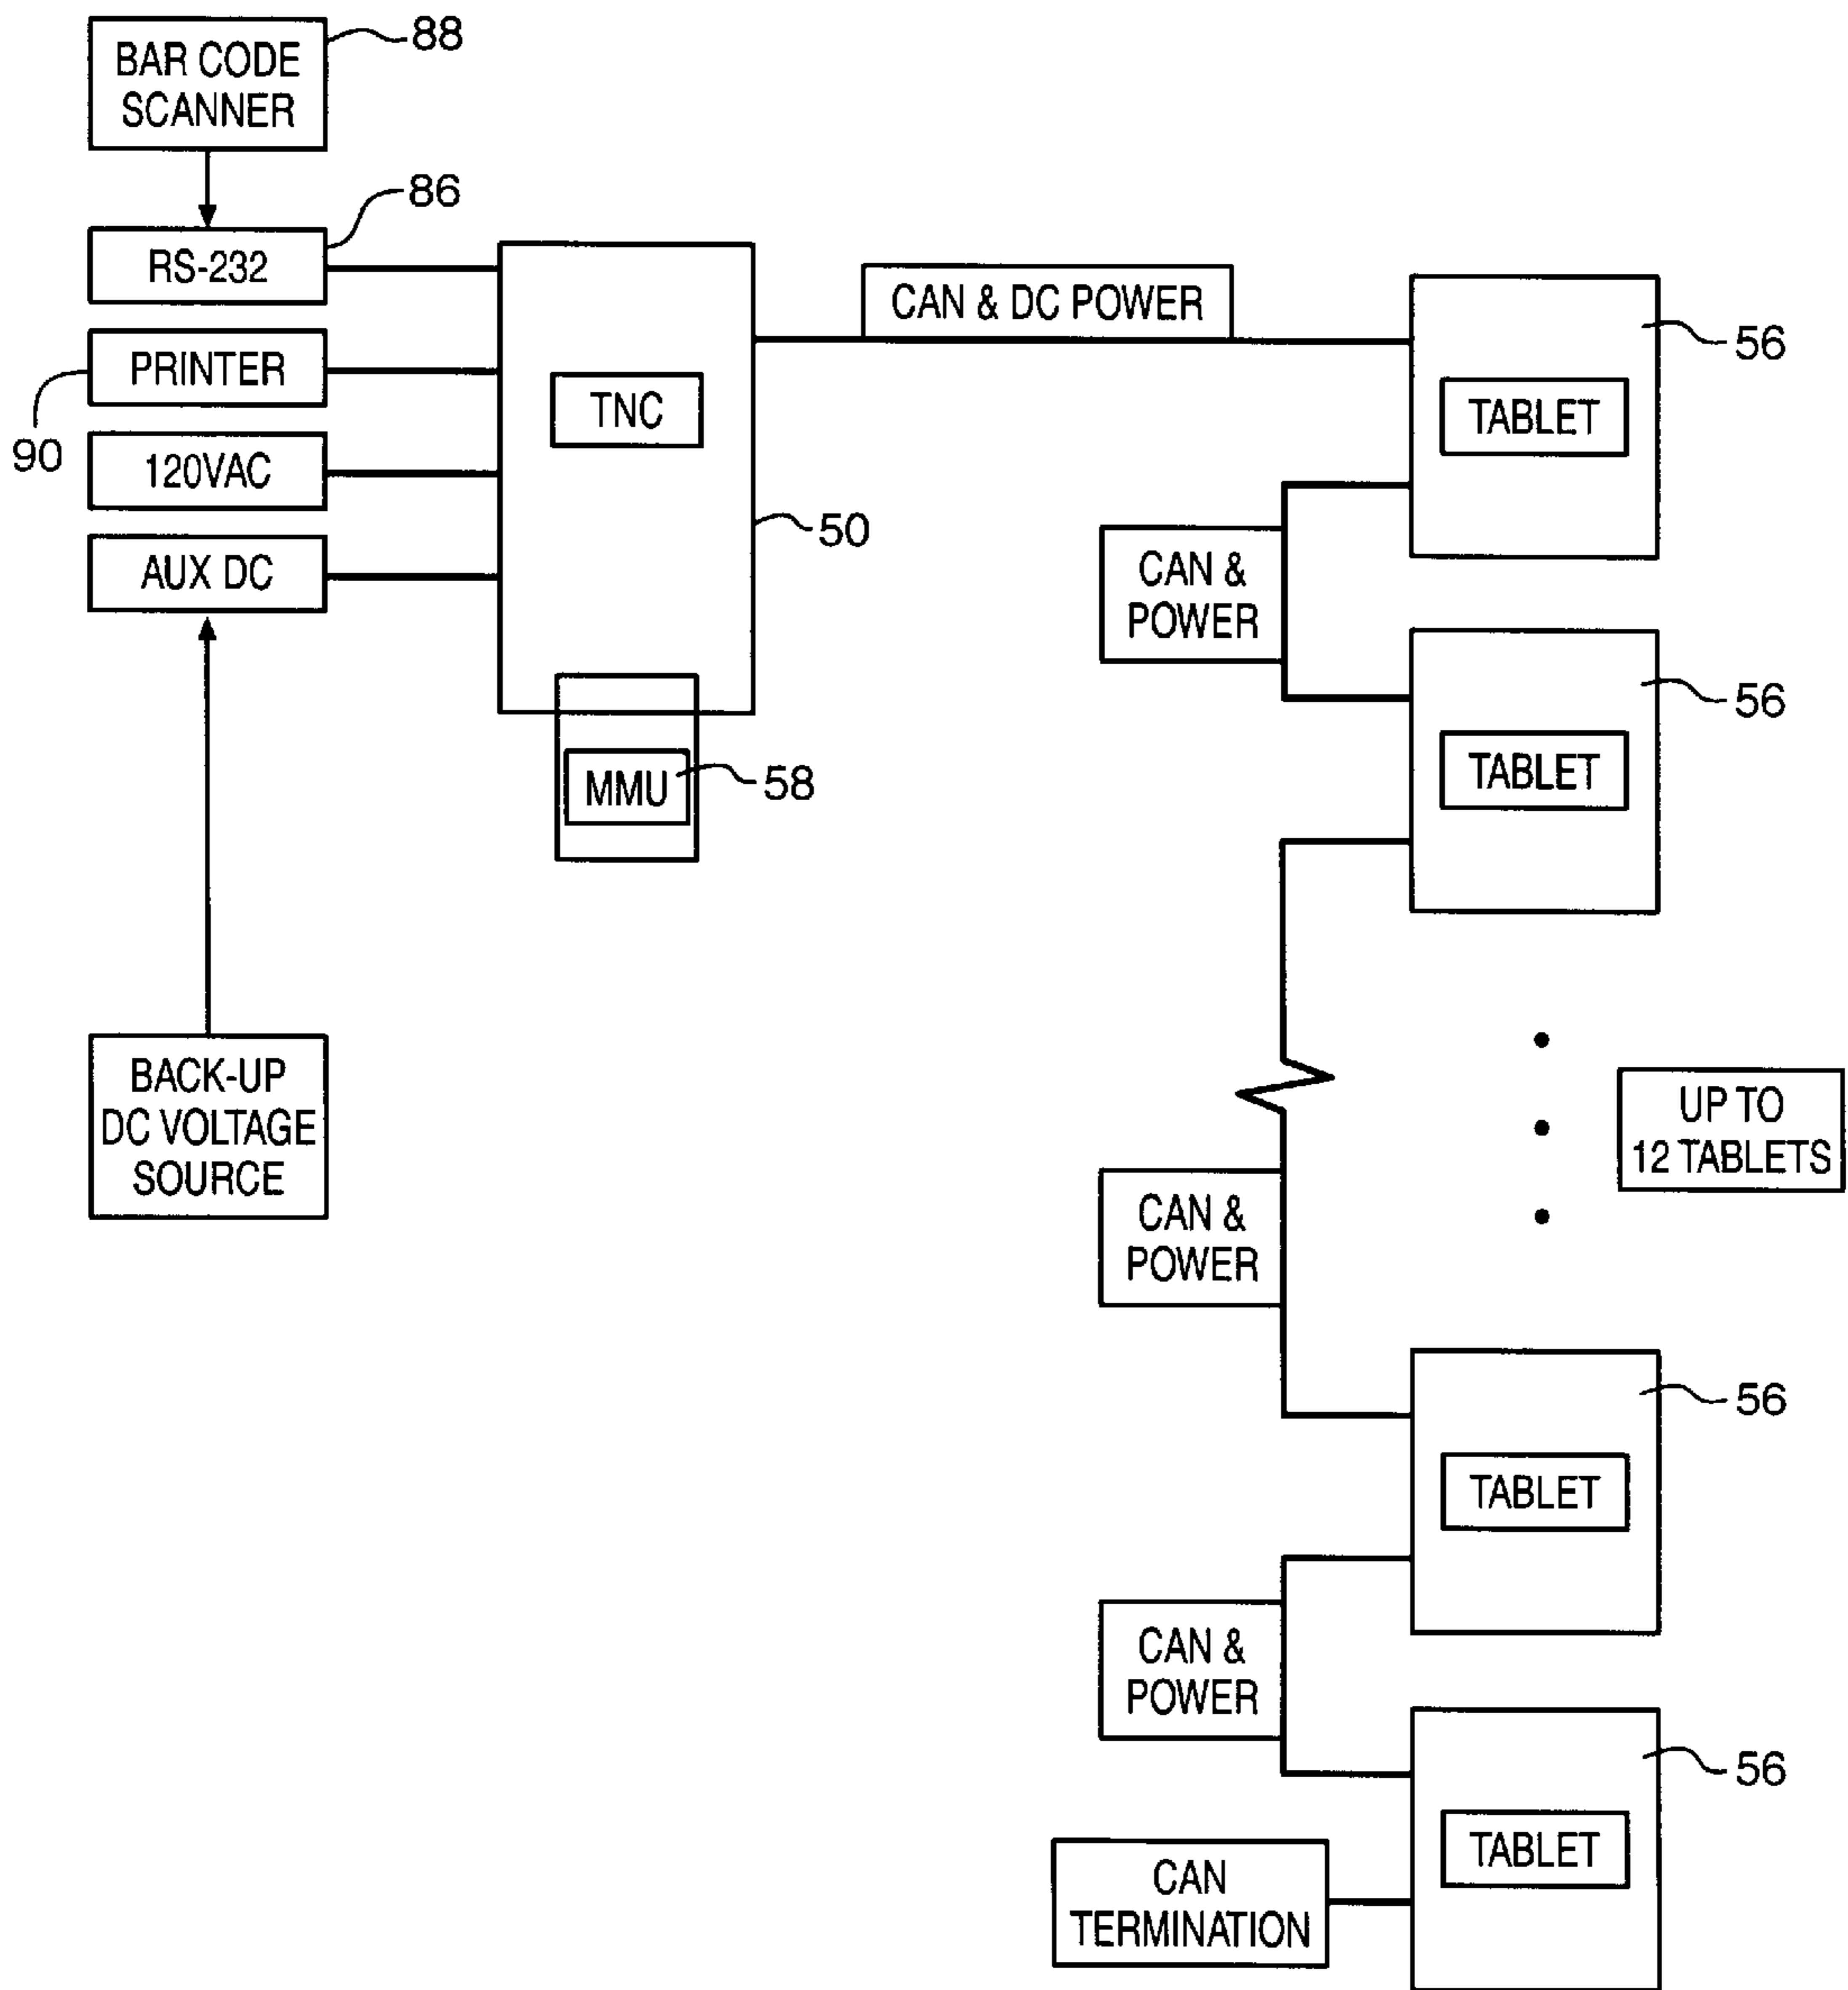 BAR CODE
SCANNER
88
RS-232
86
PRINTER
90
120VAC
AUX DC
BACK-UP
DC VOLTAGE
SOURCE
TNC
50
MMU
58
CAN & DC POWER
TABLET
56
CAN &
POWER
TABLET
56
UP TO
12 TABLETS
CAN &
POWER
TABLET
56
CAN &
POWER
TABLET
56
CAN
TERMINATION